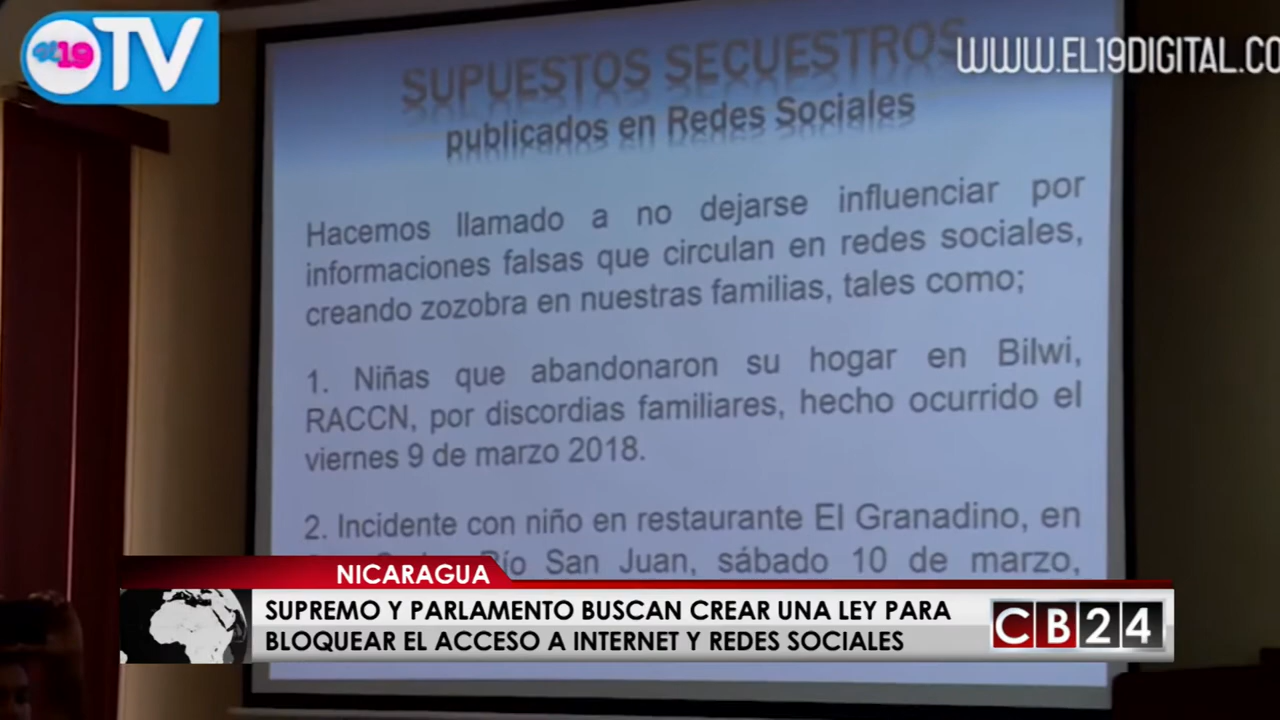 el19 TV
WWW.EL19DIGITAL.CO
SUPUESTOS SECUESTROS
publicados en Redes Sociales
Hacemos llamado a no dejarse influenciar por
informaciones falsas que circulan en redes sociales,
creando zozobra en nuestras familias, tales como;
1. Niñas que abandonaron su hogar en Bilwi,
RACCN, por discordias familiares, hecho ocurrido el
viernes 9 de marzo 2018.
2. Incidente con niño en restaurante El Granadino, en
Río San Juan, sábado 10 de marzo,
NICARAGUA
SUPREMO Y PARLAMENTO BUSCAN CREAR UNA LEY PARA
BLOQUEAR EL ACCESO A INTERNET Y REDES SOCIALES
CB24